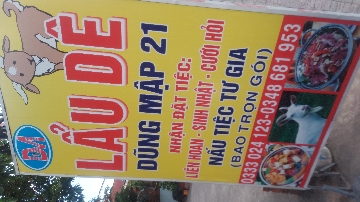 LẨU DÊ
DŨNG MẬP 21
NHẬN ĐẶT TIỆC:
LIÊN HOAN - SINH NHẬT - CƯỚI HỎI
NẤU TIỆC TƯ GIA
(BAO TRỌN GÓI)
0333 024 123-0348 681 953